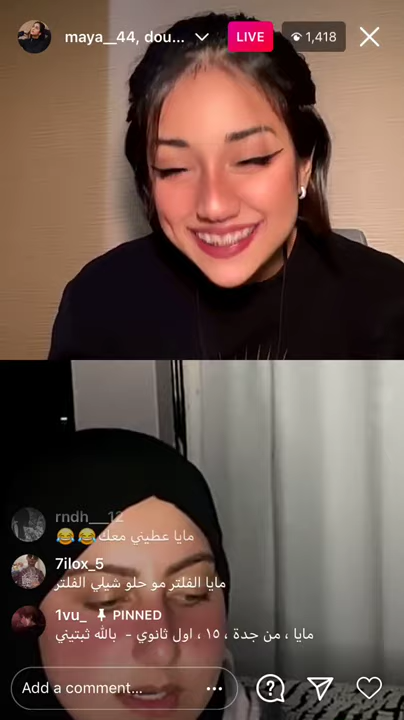 maya__44, dou...
LIVE
1,418
rndh__12
مايا عطيني معك😂😂
7ilox_5
مايا الفلتر مو حلو شيلي الفلتر
1vu_ PINNED
مايا ، من جدة ، ١٥ ، اول ثانوي - بالله ثبتيني
Add a comment...